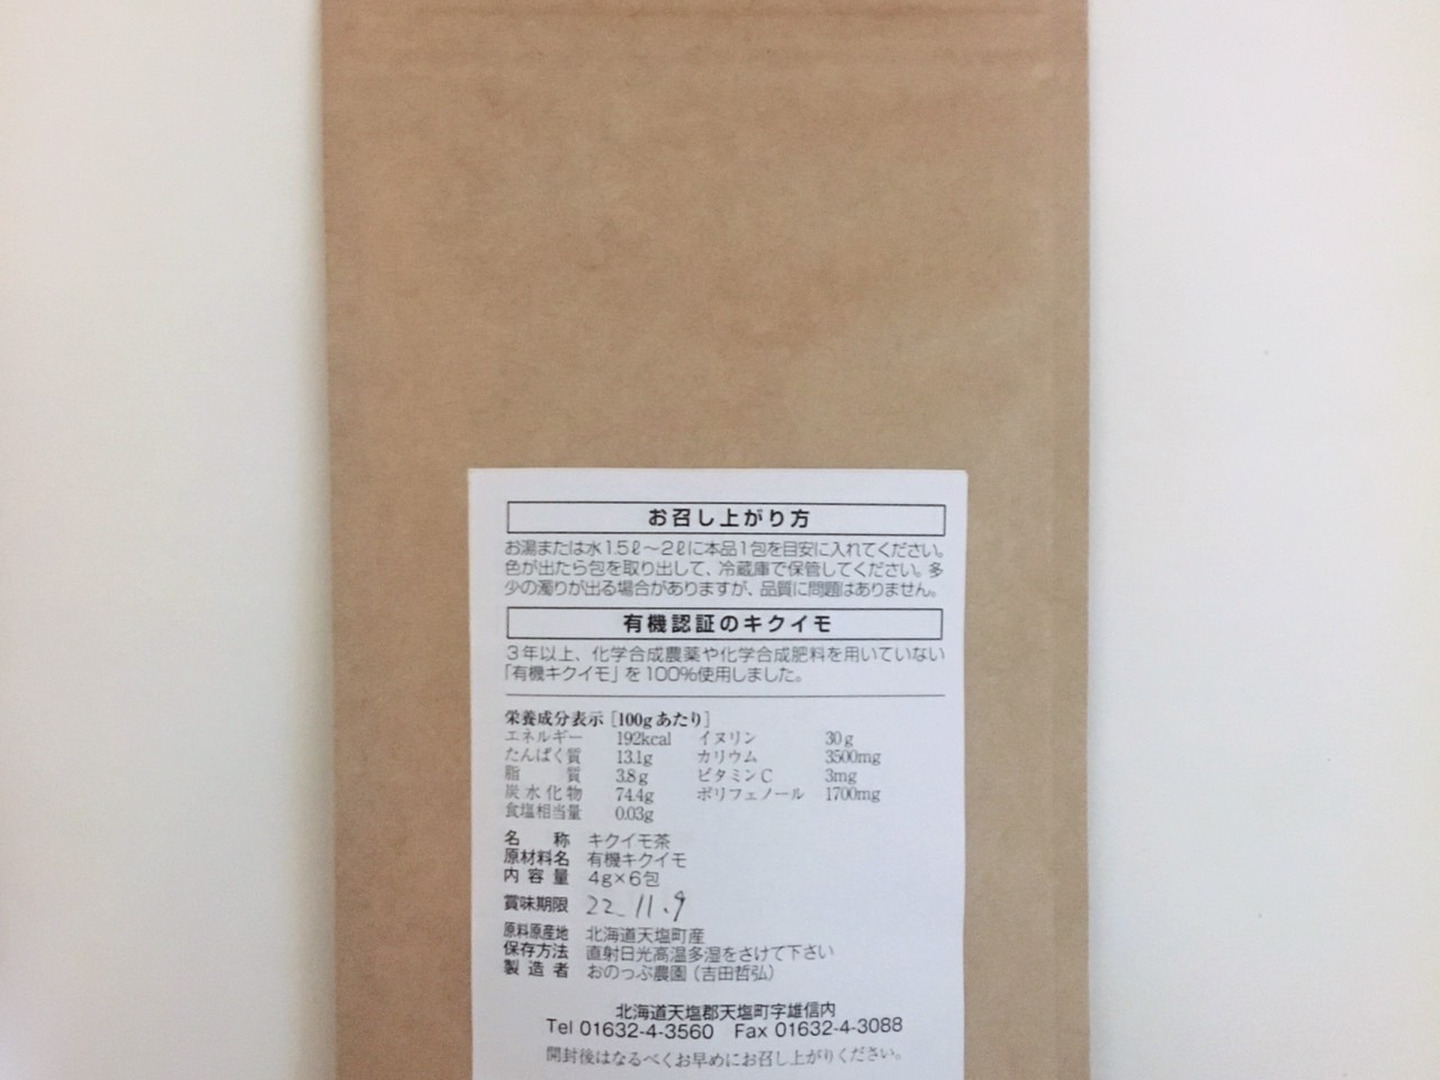 お召し上がり方
お湯または水1.5ℓ〜2ℓに本品1包を目安に入れてください。
色が出たら包を取り出して、冷蔵庫で保管してください。多
少の濁りが出る場合がありますが、品質に問題はありません。
有機認証のキクイモ
3年以上、化学合成農薬や化学合成肥料を用いていない
「有機キクイモ」を100%使用しました。
栄養成分表示［100gあたり］
エネルギー 192kcal イヌリン 30g
たんぱく質 13.1g カリウム 3500mg
脂質 3.8g ビタミンC 3mg
炭水化物 74.4g ポリフェノール 1700mg
食塩相当量 0.03g
名称 キクイモ茶
原材料名 有機キクイモ
内容量 4g×6包
賞味期限 22.11.9
原料原産地 北海道天塩町産
保存方法 直射日光高温多湿をさけて下さい
製造者 おのっぷ農園（吉田哲弘）
北海道天塩郡天塩町字雄信内
Tel 01632-4-3560 Fax 01632-4-3088
開封後はなるべくお早めにお召し上がりください。